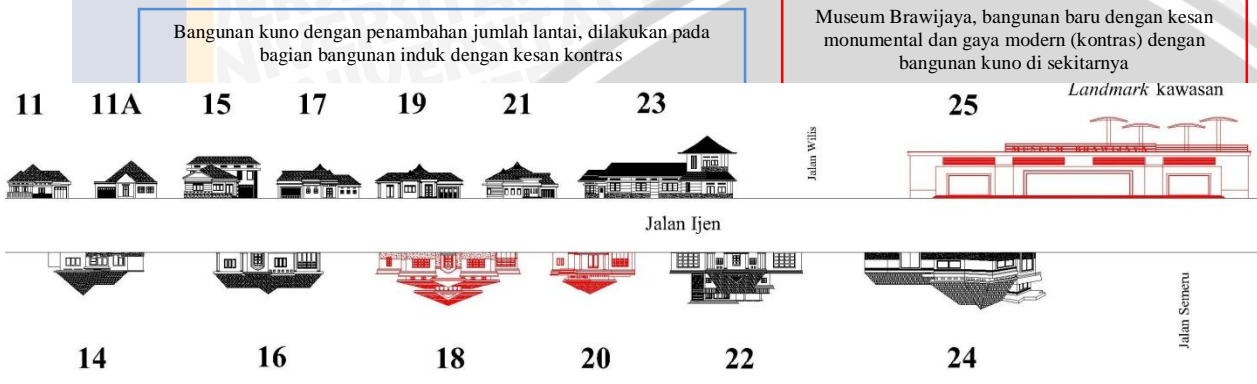 Bangunan kuno dengan penambahan jumlah lantai, dilakukan pada
bagian bangunan induk dengan kesan kontras
Museum Brawijaya, bangunan baru dengan kesan
monumental dan gaya modern (kontras) dengan
bangunan kuno di sekitarnya
Landmark kawasan
11 11A 15 17 19 21 23 25
MUSEUM BRAWIJAYA
Jalan Wilis
Jalan Ijen
Jalan Semeru
14 16 18 20 22 24